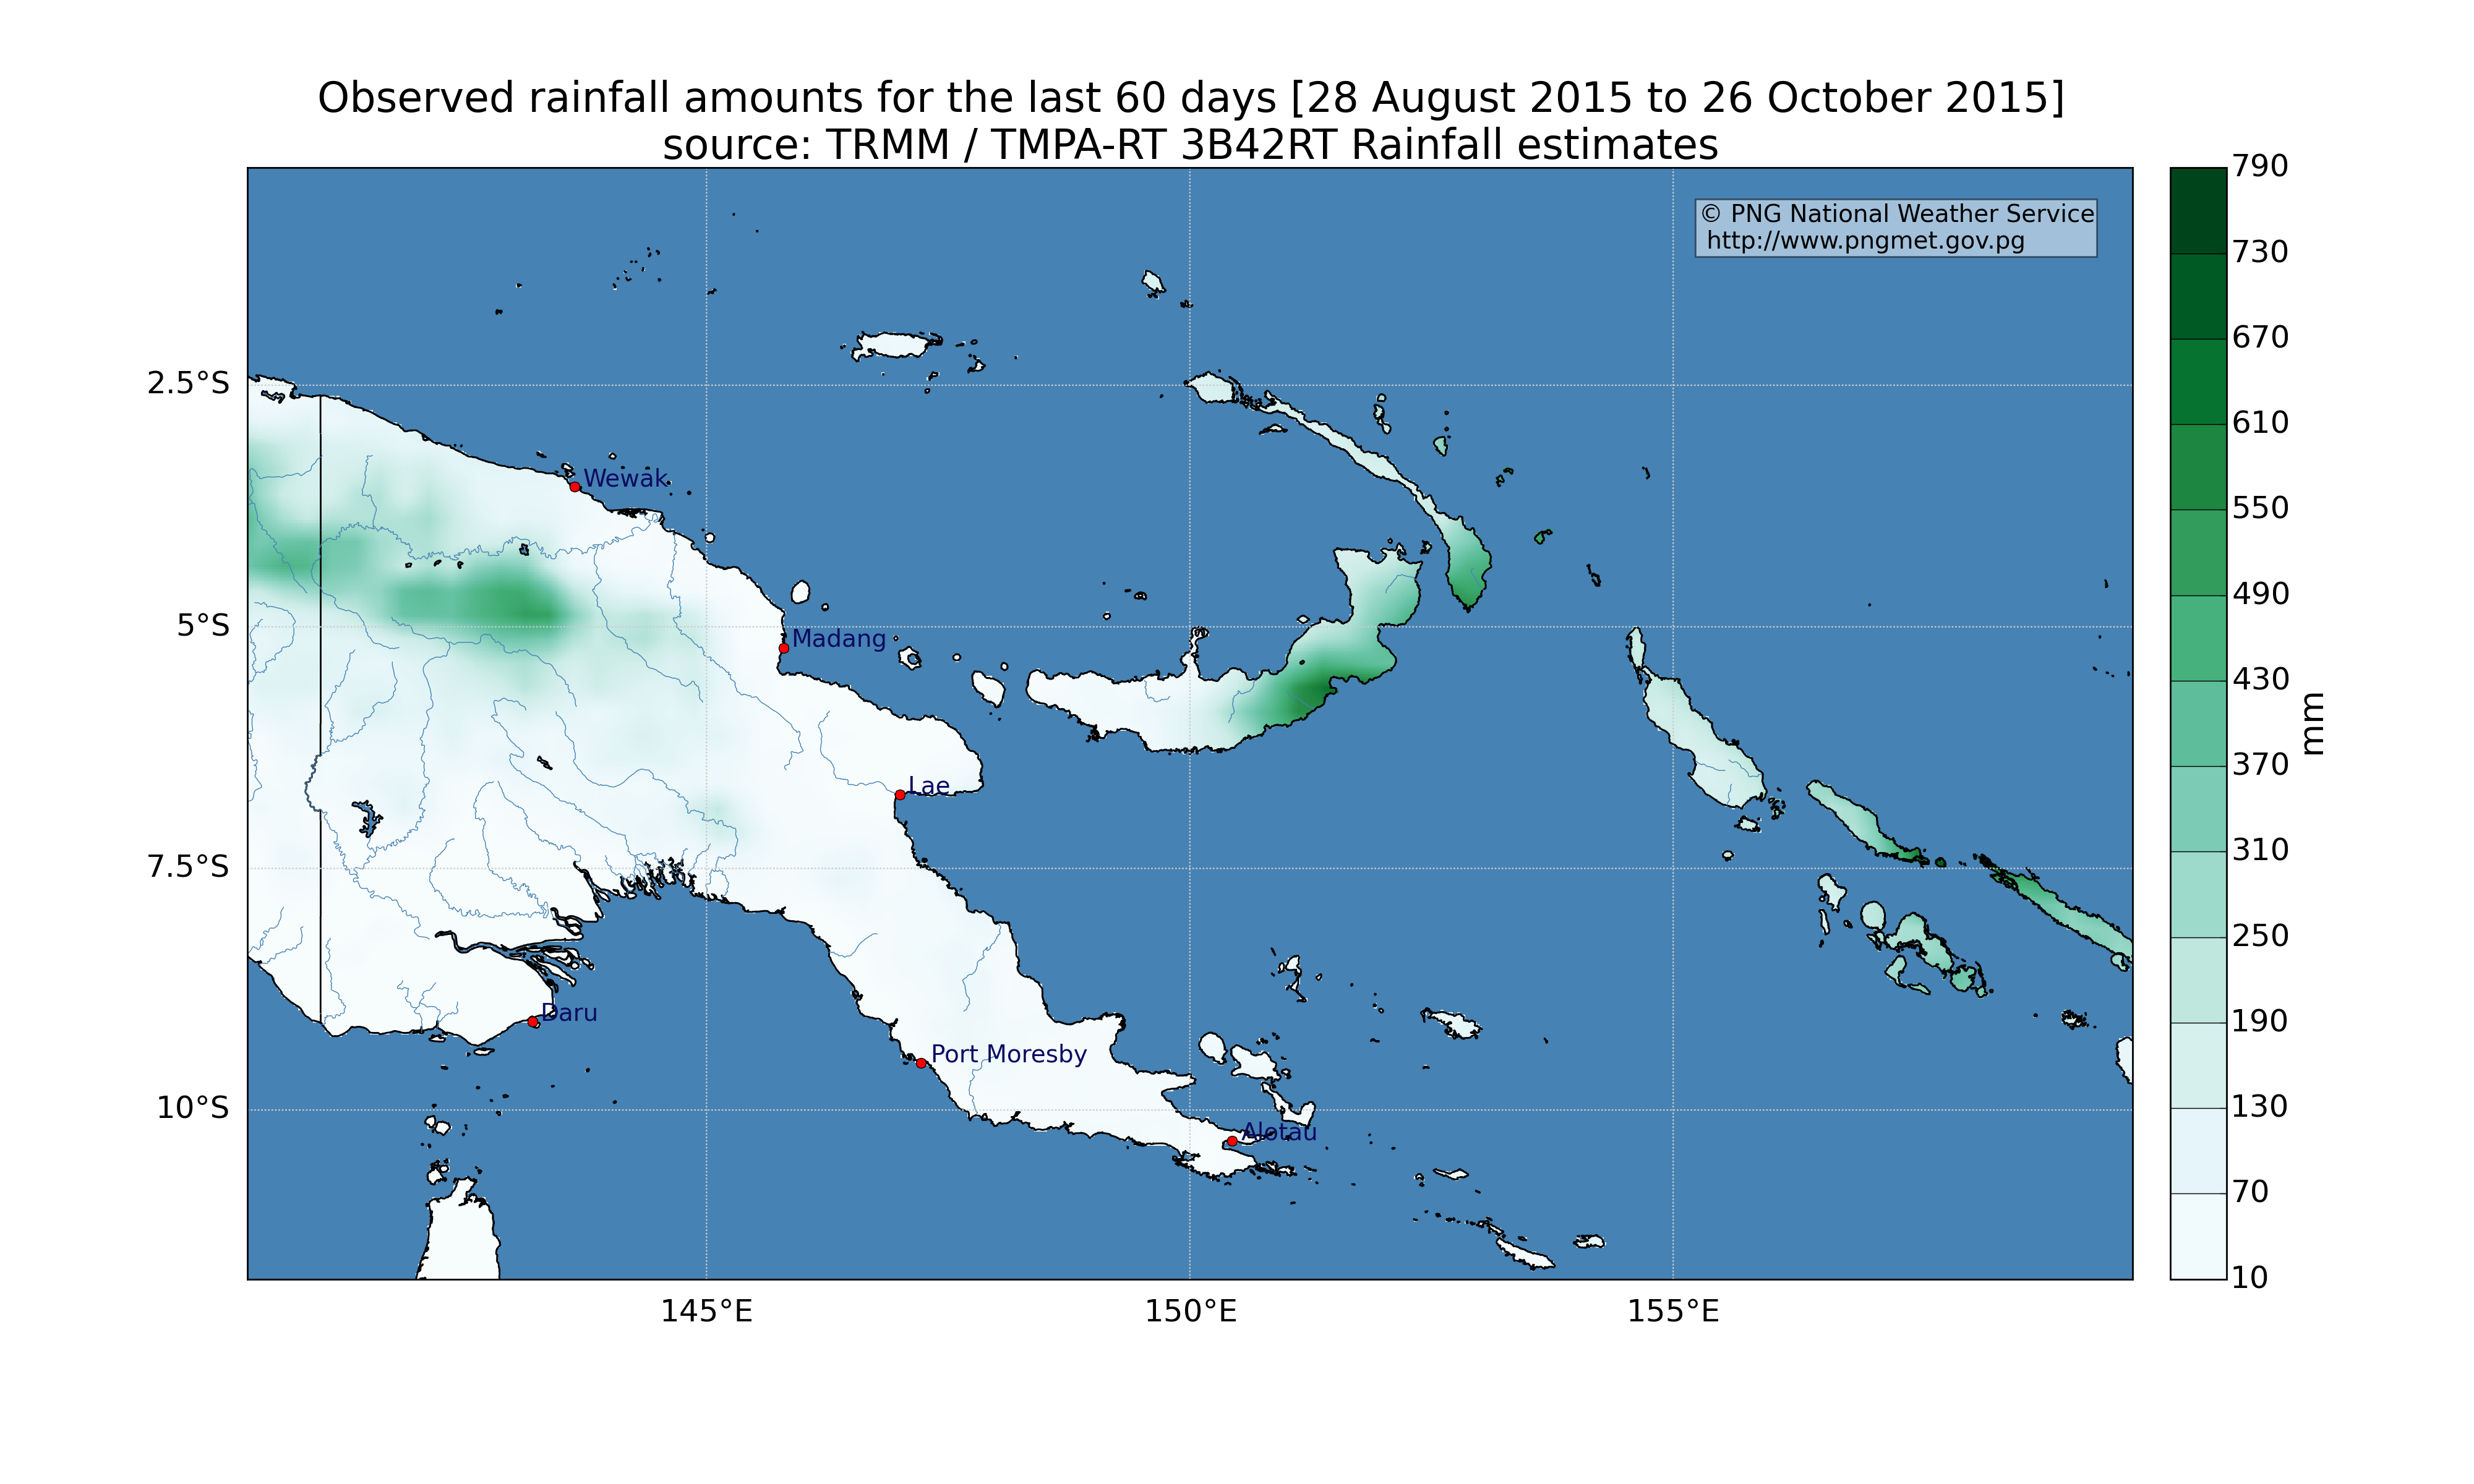 Observed rainfall amounts for the last 60 days [28 August 2015 to 26 October 2015]
source: TRMM / TMPA-RT 3B42RT Rainfall estimates
© PNG National Weather Service
http://www.pngmet.gov.pg
790
730
670
610
550
490
430
370
310
250
190
130
70
10
mm
2.5°S
5°S
7.5°S
10°S
Wewak
Madang
Lae
Daru
Port Moresby
Alotau
145°E
150°E
155°E